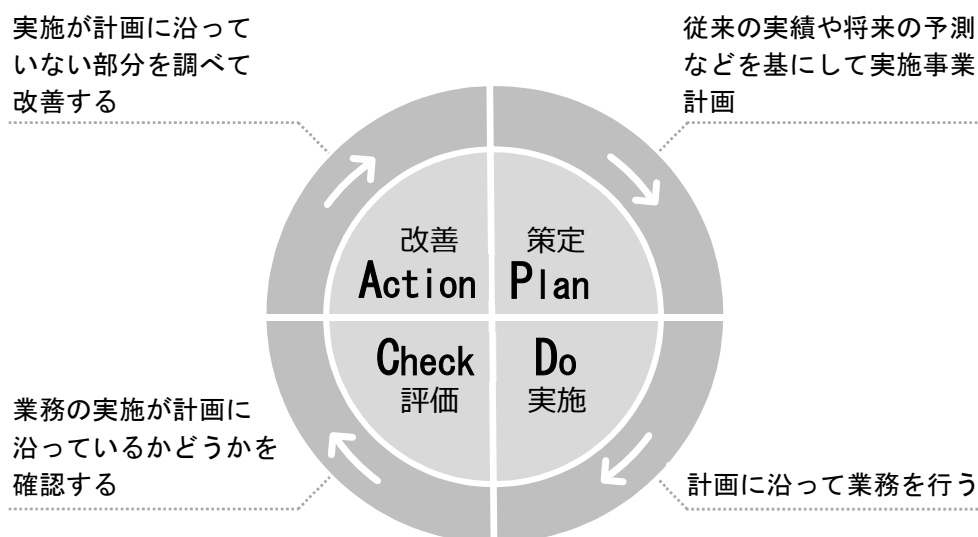 実施が計画に沿って
いない部分を調べて
改善する
従来の実績や将来の予測
などを基にして実施事業
計画
改善
Action
策定
Plan
Check
評価
Do
実施
業務の実施が計画に
沿っているかどうかを
確認する
計画に沿って業務を行う